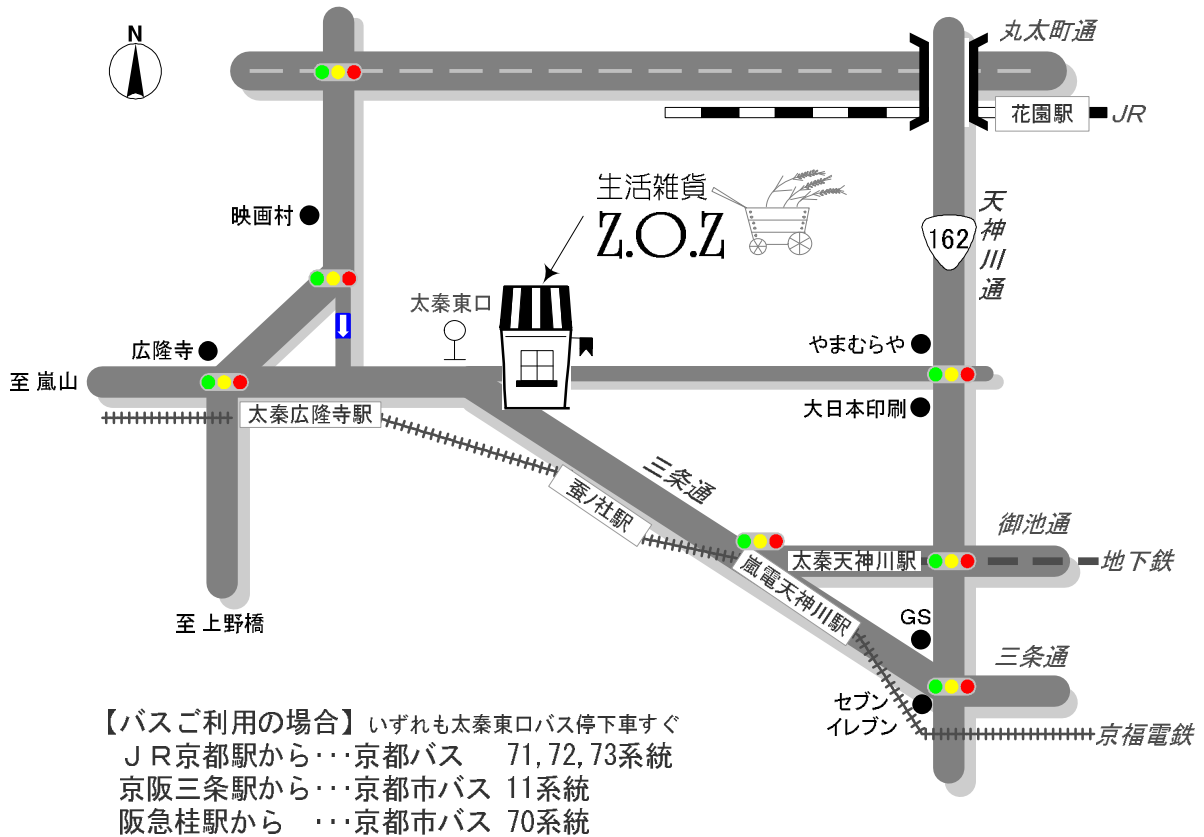 N
丸太町通
花園駅
JR
生活雑貨
Z.O.Z
天神川通
162
映画村
太秦東口
広隆寺
やまむらや
至 嵐山
太秦広隆寺駅
大日本印刷
三条通
蚕ノ社駅
御池通
太秦天神川駅
地下鉄
嵐電天神川駅
GS
至 上野橋
三条通
セブン
イレブン
京福電鉄
【バスご利用の場合】いずれも太秦東口バス停下車すぐ
ＪＲ京都駅から･･･京都バス　71,72,73系統
京阪三条駅から･･･京都市バス 11系統
阪急桂駅から　･･･京都市バス 70系統